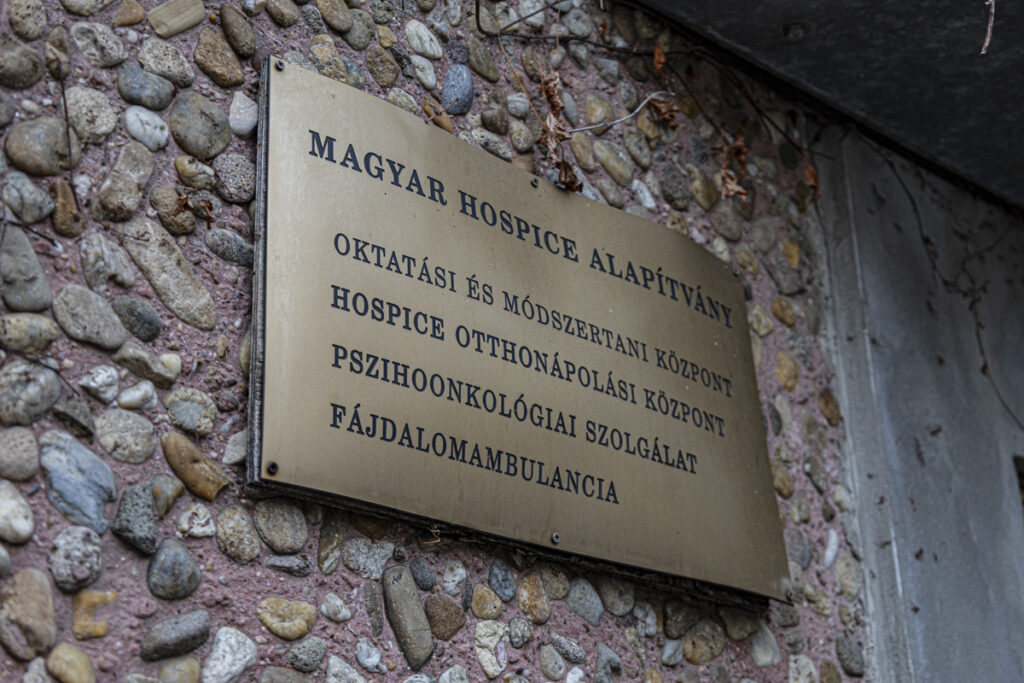 MAGYAR HOSPICE ALAPÍTVÁNY
OKTATÁSI ÉS MÓDSZERTANI KÖZPONT
HOSPICE OTTHONÁPOLÁSI KÖZPONT
PSZIHOONKOLÓGIAI SZOLGÁLAT
FÁJDALOMAMBULANCIA